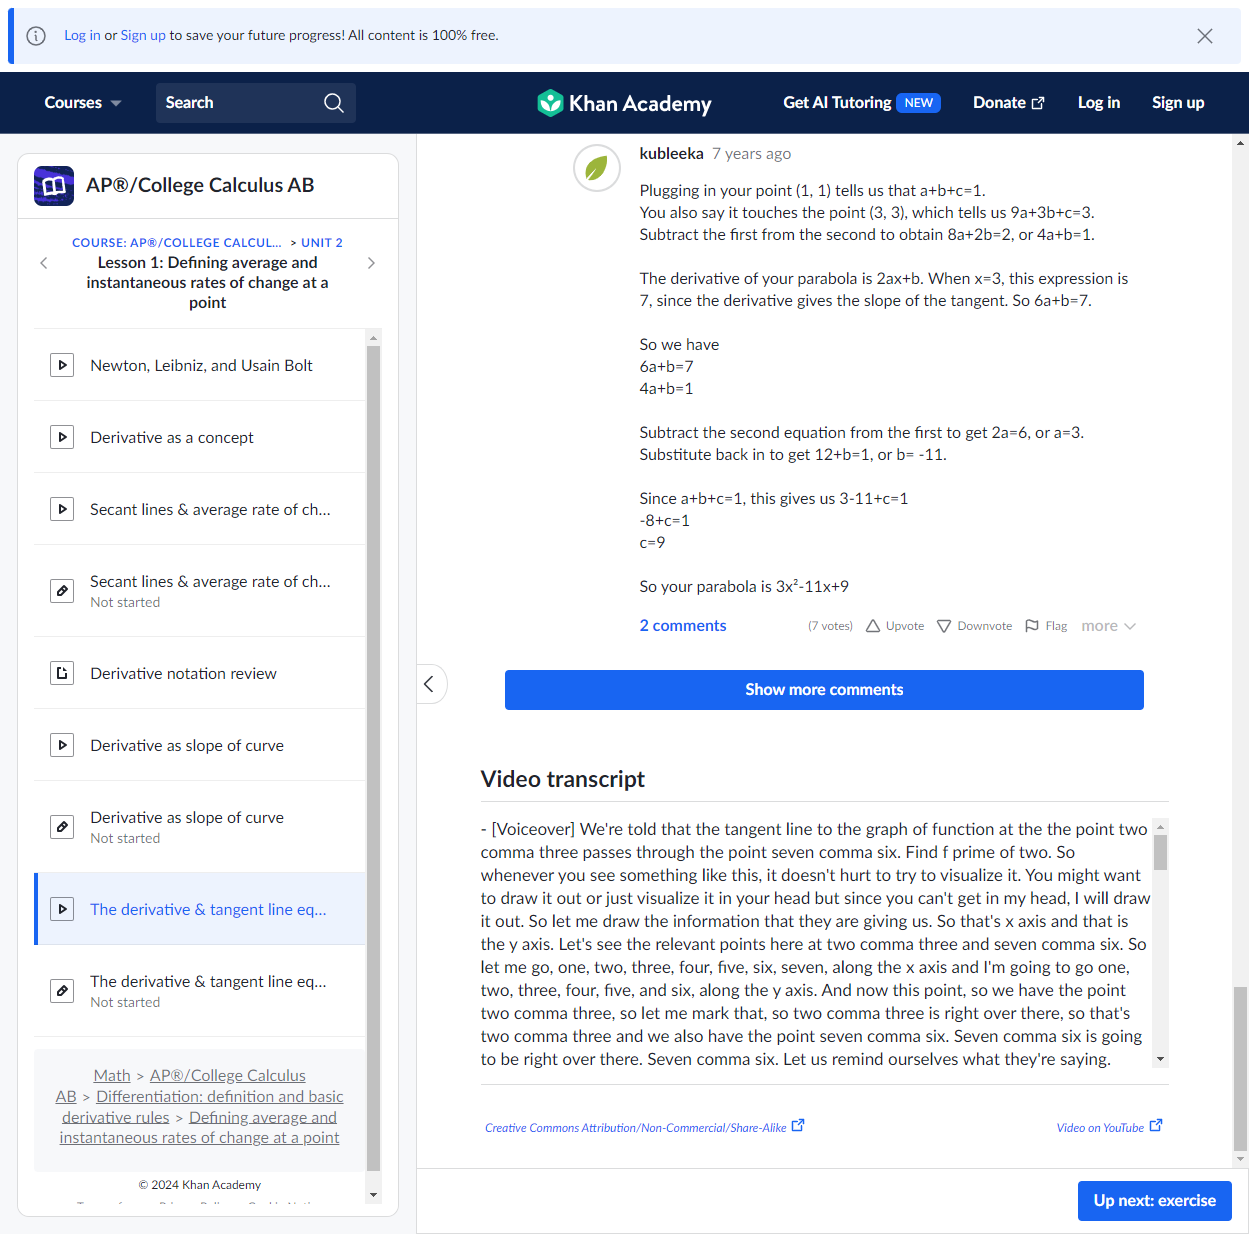 Log in or Sign up to save your future progress! All content is 100% free.
Courses
Search
Khan Academy
Get AI Tutoring NEW
Donate
Log in
Sign up
AP®/College Calculus AB
COURSE: AP®/COLLEGE CALCUL... > UNIT 2
Lesson 1: Defining average and
instantaneous rates of change at a
point
Newton, Leibniz, and Usain Bolt
Derivative as a concept
Secant lines & average rate of ch...
Secant lines & average rate of ch...
Not started
Derivative notation review
Derivative as slope of curve
Derivative as slope of curve
Not started
The derivative & tangent line eq...
The derivative & tangent line eq...
Not started
Math > AP®/College Calculus
AB > Differentiation: definition and basic
derivative rules > Defining average and
instantaneous rates of change at a point
© 2024 Khan Academy
kubleeka 7 years ago
Plugging in your point (1, 1) tells us that a+b+c=1.
You also say it touches the point (3, 3), which tells us 9a+3b+c=3.
Subtract the first from the second to obtain 8a+2b=2, or 4a+b=1.
The derivative of your parabola is 2ax+b. When x=3, this expression is
7, since the derivative gives the slope of the tangent. So 6a+b=7.
So we have
6a+b=7
4a+b=1
Subtract the second equation from the first to get 2a=6, or a=3.
Substitute back in to get 12+b=1, or b= -11.
Since a+b+c=1, this gives us 3-11+c=1
-8+c=1
c=9
So your parabola is 3x²-11x+9
2 comments (7 votes) Upvote Downvote Flag more
Show more comments
Video transcript
- [Voiceover] We're told that the tangent line to the graph of function at the the point two
comma three passes through the point seven comma six. Find f prime of two. So
whenever you see something like this, it doesn't hurt to try to visualize it. You might want
to draw it out or just visualize it in your head but since you can't get in my head, I will draw
it out. So let me draw the information that they are giving us. So that's x axis and that is
the y axis. Let's see the relevant points here at two comma three and seven comma six. So
let me go, one, two, three, four, five, six, seven, along the x axis and I'm going to go one,
two, three, four, five, and six, along the y axis. And now this point, so we have the point
two comma three, so let me mark that, so two comma three is right over there, so that's
two comma three and we also have the point seven comma six. Seven comma six is going
to be right over there. Seven comma six. Let us remind ourselves what they're saying.
Creative Commons Attribution/Non-Commercial/Share-Alike
Video on YouTube
Up next: exercise